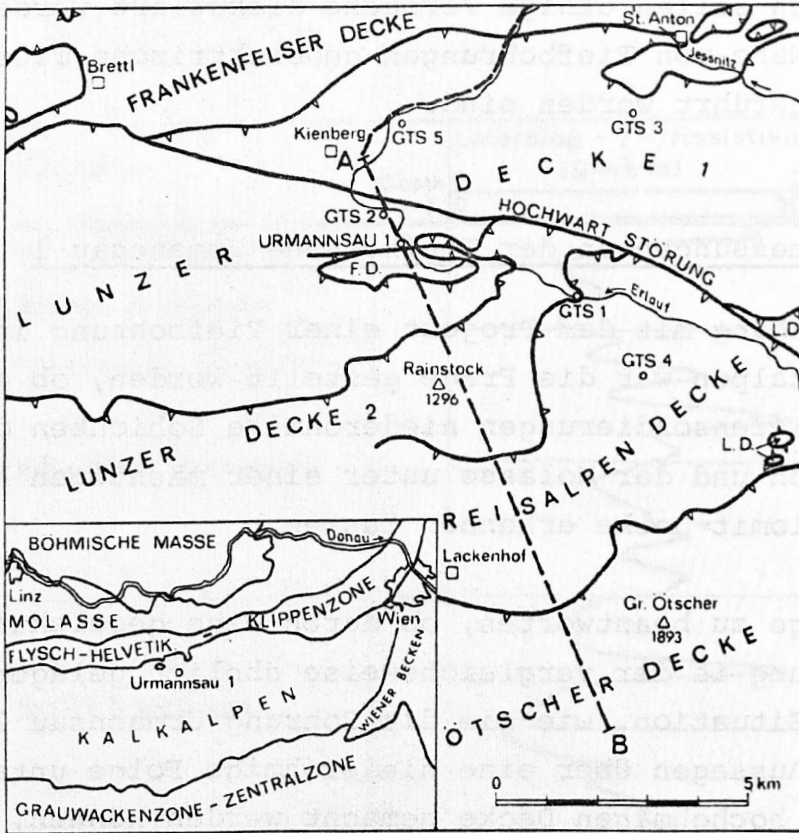 St. Anton
FRANKENFELSER DECKE
Brettl
Jessnitz
GTS 5
GTS 3
Kienberg
A
DECKE 1
GTS 2
HOCHWART STÖRUNG
URMANNSAU 1
LUNZER
F.D.
Erlauf
GTS 1
L.D.
Rainstock
1296
GTS 4
LUNZER DECKE 2
L.D.
REISALPEN DECKE
Lackenhof
Gr. Ötscher
1893
ÖTSCHER DECKE
B
0 5 km
BÖHMISCHE MASSE
Donau
Linz
MOLASSE
KLIPPENZONE
Wien
FLYSCH-HELVETIK
Urmannsau 1
WIENER BECKEN
KALKALPEN
GRAUWACKENZONE-ZENTRALZONE